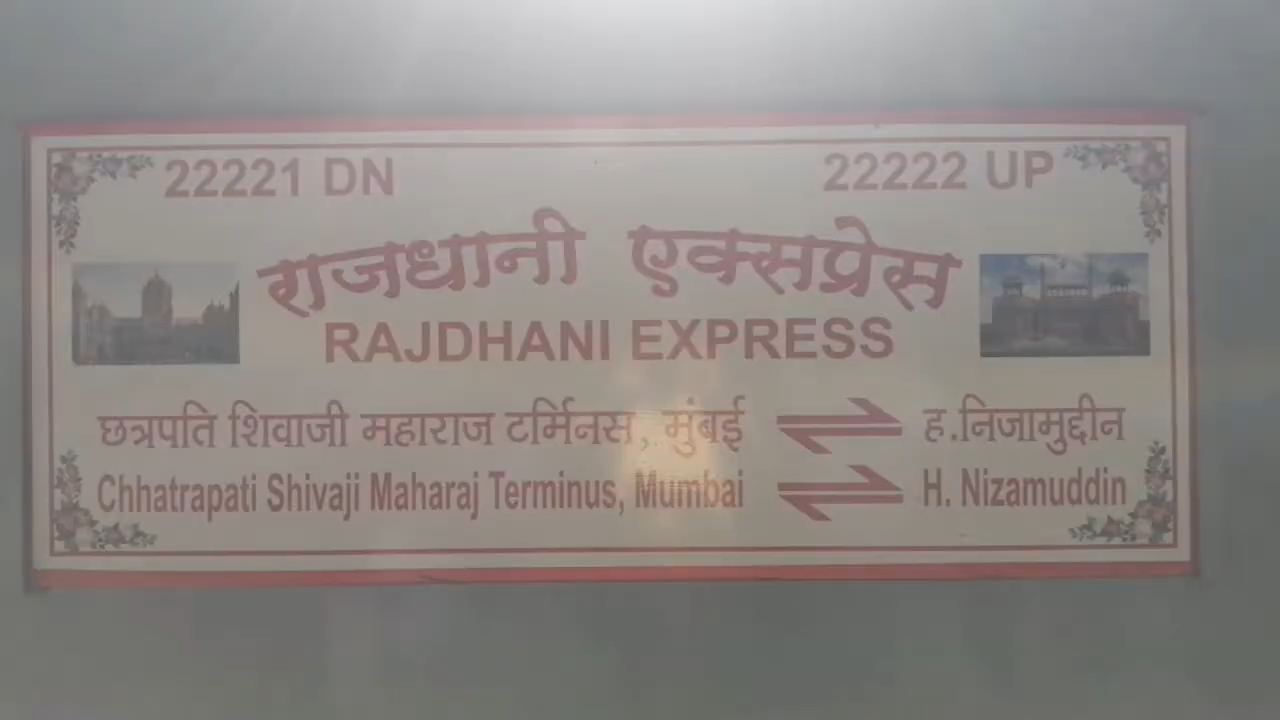 22221 DN 22222 UP
राजधानी एक्सप्रेस
RAJDHANI EXPRESS
छत्रपति शिवाजी महाराज टर्मिनस, मुंबई ह.निजामुद्दीन
Chhatrapati Shivaji Maharaj Terminus, Mumbai H. Nizamuddin